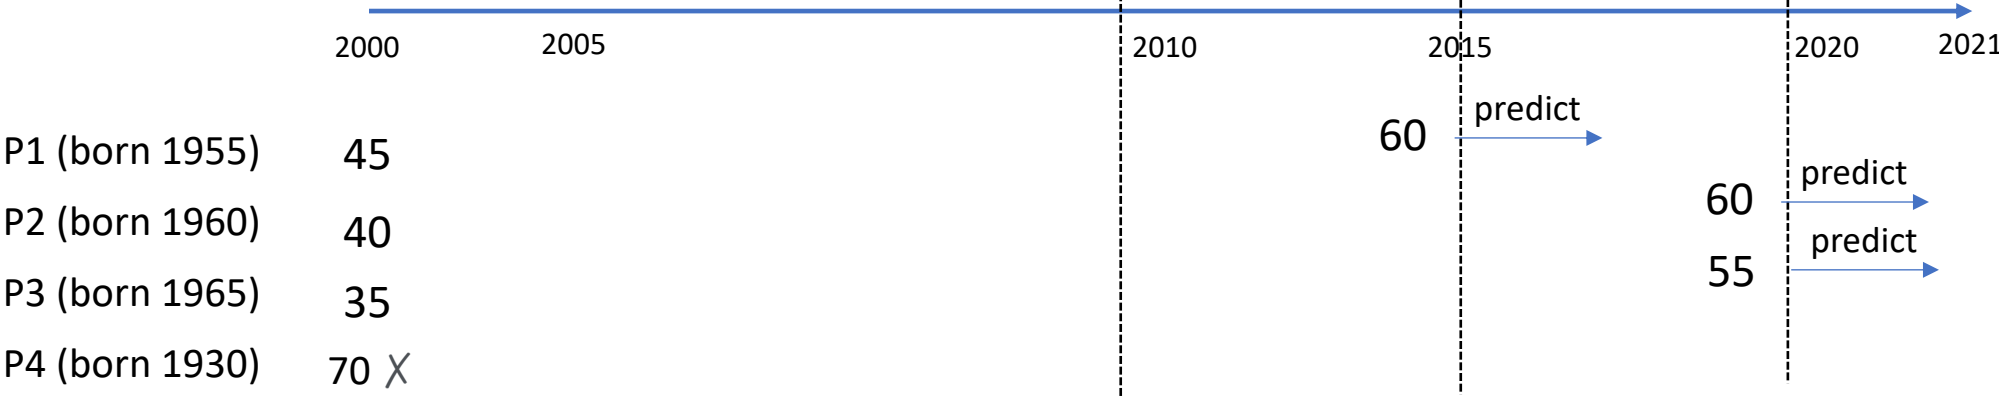 2000 2005 2010 2015 2020 2021
predict
P1 (born 1955) 45 60
predict
P2 (born 1960) 40 60
predict
P3 (born 1965) 35 55
P4 (born 1930) 70 X